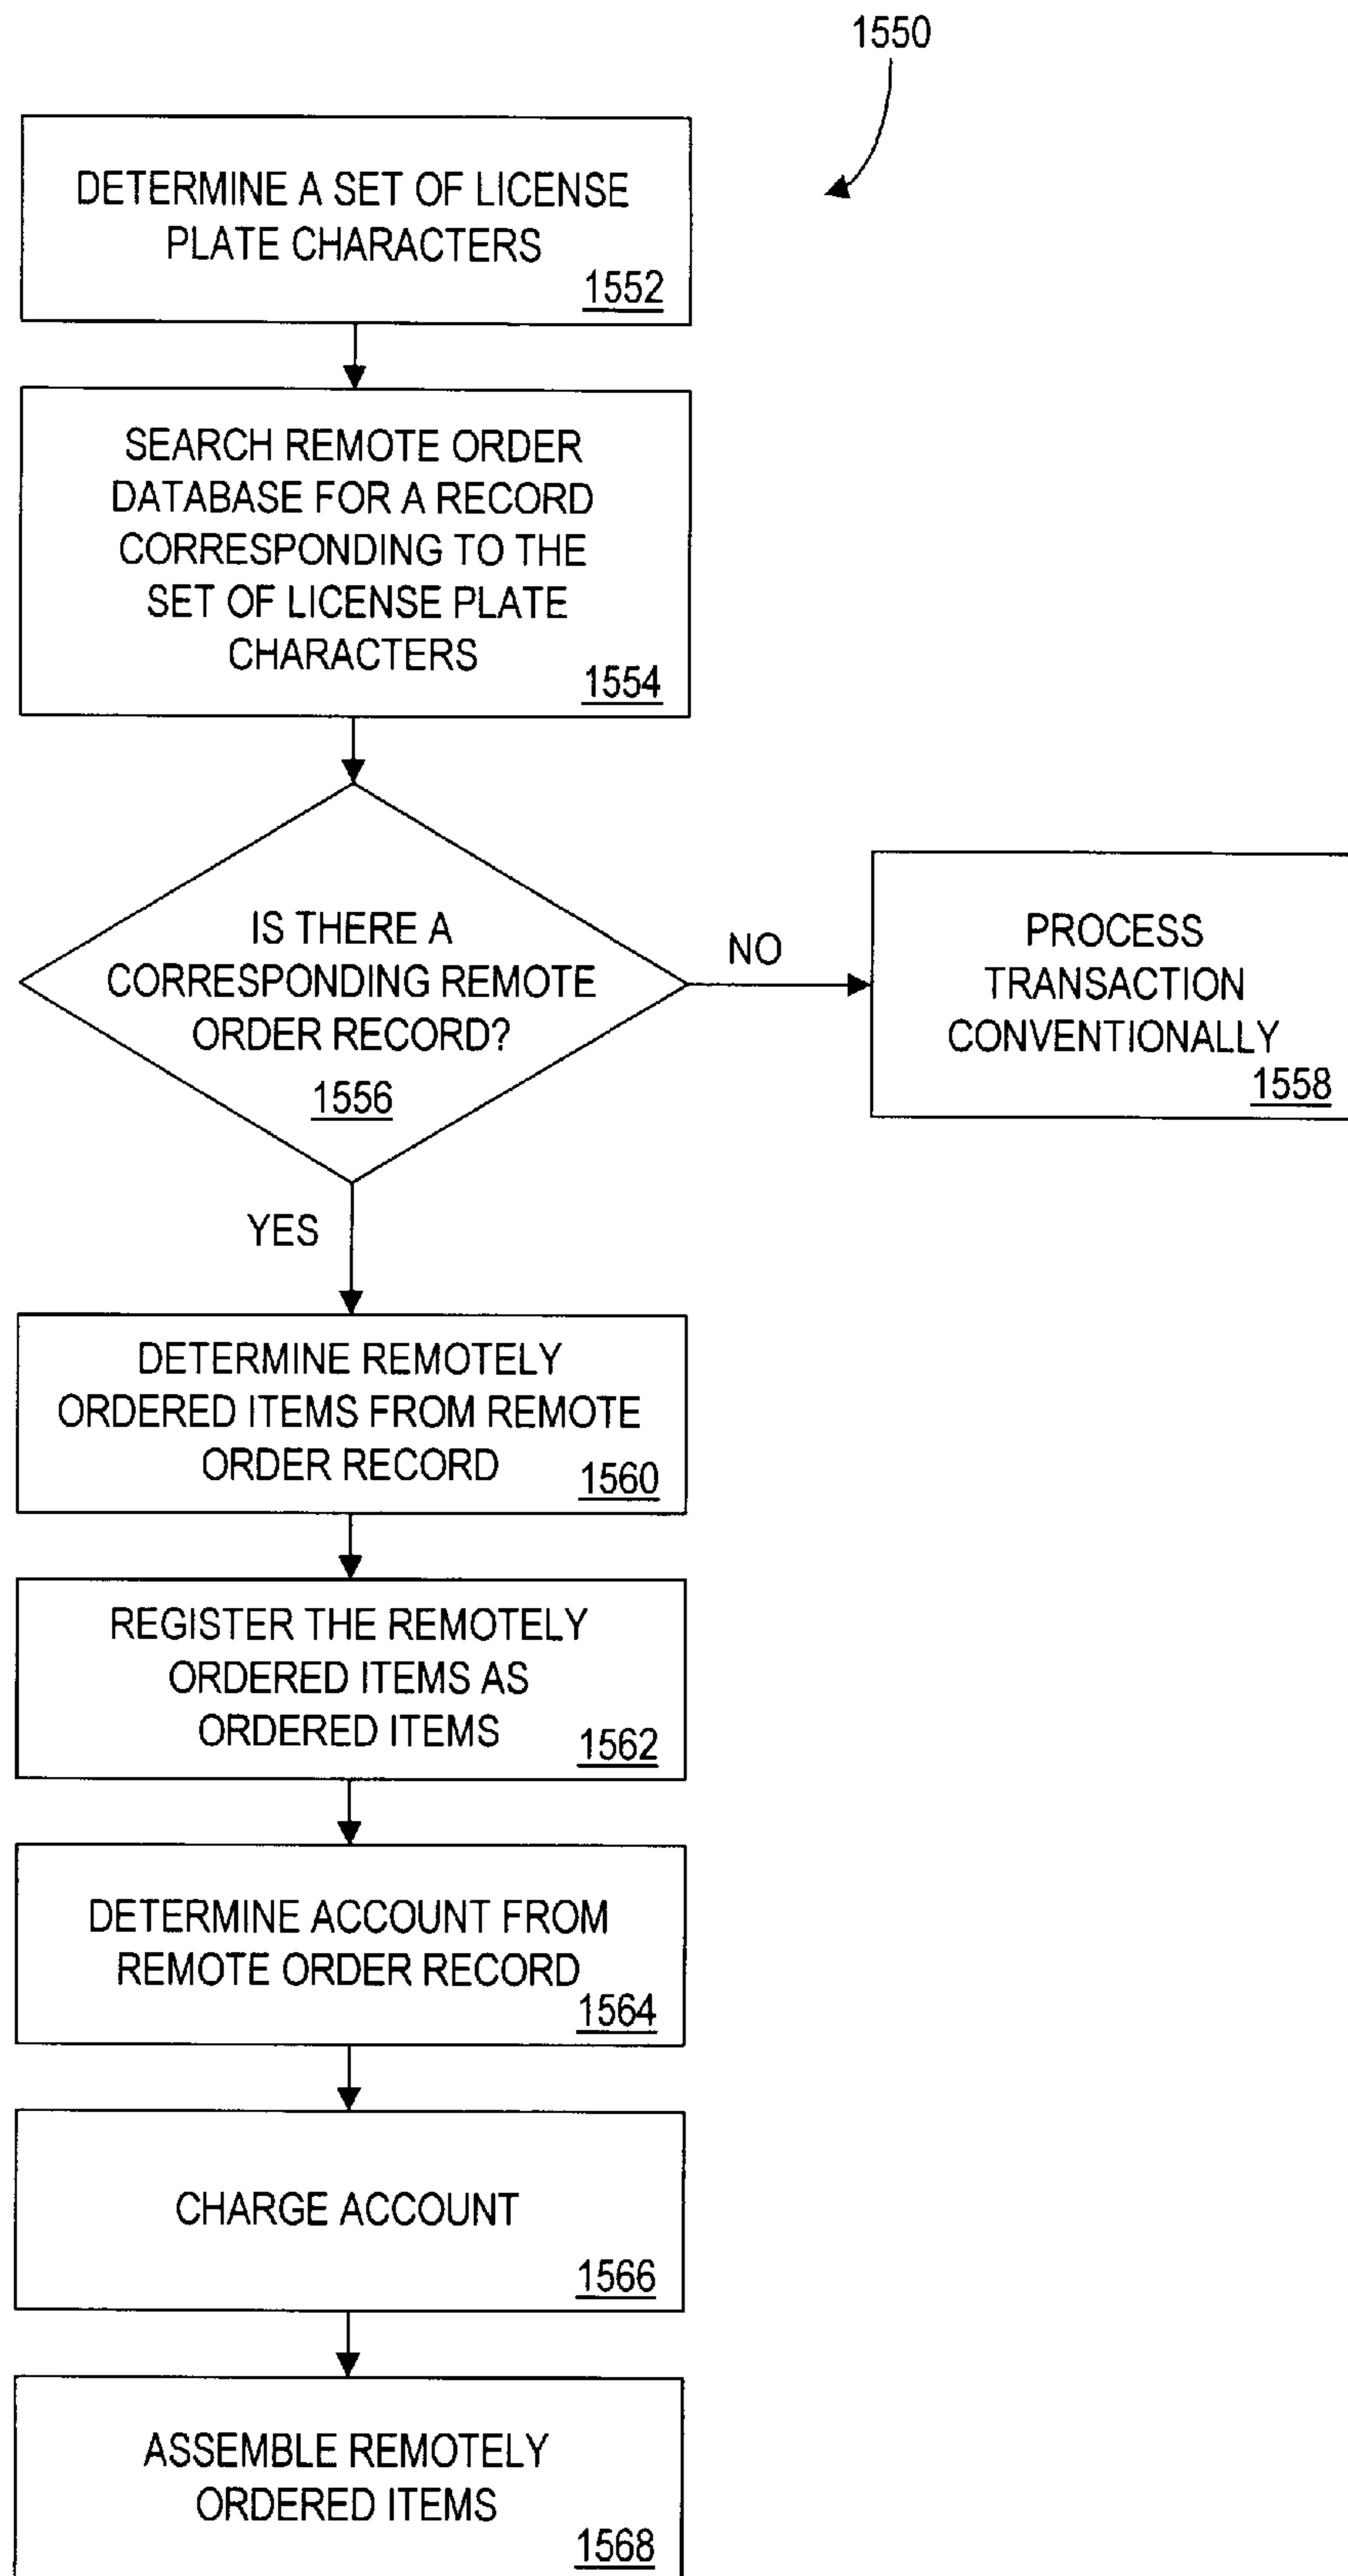 1550
DETERMINE A SET OF LICENSE
PLATE CHARACTERS
1552
SEARCH REMOTE ORDER
DATABASE FOR A RECORD
CORRESPONDING TO THE
SET OF LICENSE PLATE
CHARACTERS
1554
IS THERE A
CORRESPONDING REMOTE
ORDER RECORD?
1556
NO
PROCESS
TRANSACTION
CONVENTIONALLY
1558
YES
DETERMINE REMOTELY
ORDERED ITEMS FROM REMOTE
ORDER RECORD
1560
REGISTER THE REMOTELY
ORDERED ITEMS AS
ORDERED ITEMS
1562
DETERMINE ACCOUNT FROM
REMOTE ORDER RECORD
1564
CHARGE ACCOUNT
1566
ASSEMBLE REMOTELY
ORDERED ITEMS
1568